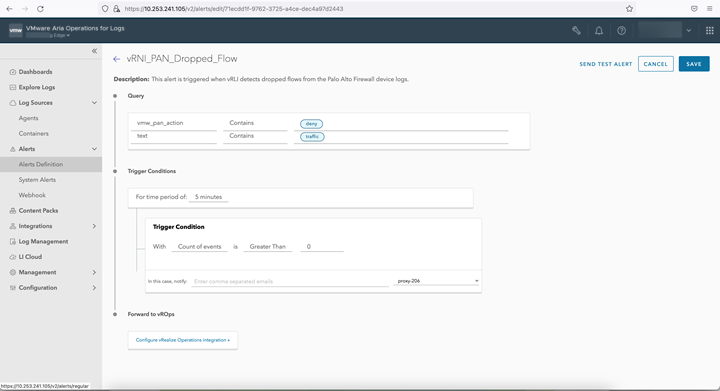 https://10.253.241.105/v2/alerts/edit/71ecdd1f-9762-3725-a4ce-dec4a97d2443
vmw VMware Aria Operations for Logs
Dashboards
Explore Logs
Log Sources
Agents
Containers
Alerts
Alerts Definition
System Alerts
Webhook
Content Packs
Integrations
Log Management
LI Cloud
Management
Configuration
vRNI_PAN_Dropped_Flow
SEND TEST ALERT CANCEL SAVE
Description: This alert is triggered when vRLI detects dropped flows from the Palo Alto Firewall device logs.
Query
vmw_pan_action Contains deny
text Contains traffic
Trigger Conditions
For time period of: 5 minutes
Trigger Condition
With Count of events is Greater Than 0
In this case, notify: Enter comma separated emails proxy-206
Forward to vROps
Configure vRealize Operations integration »
https://10.253.241.105/v2/alerts/regular